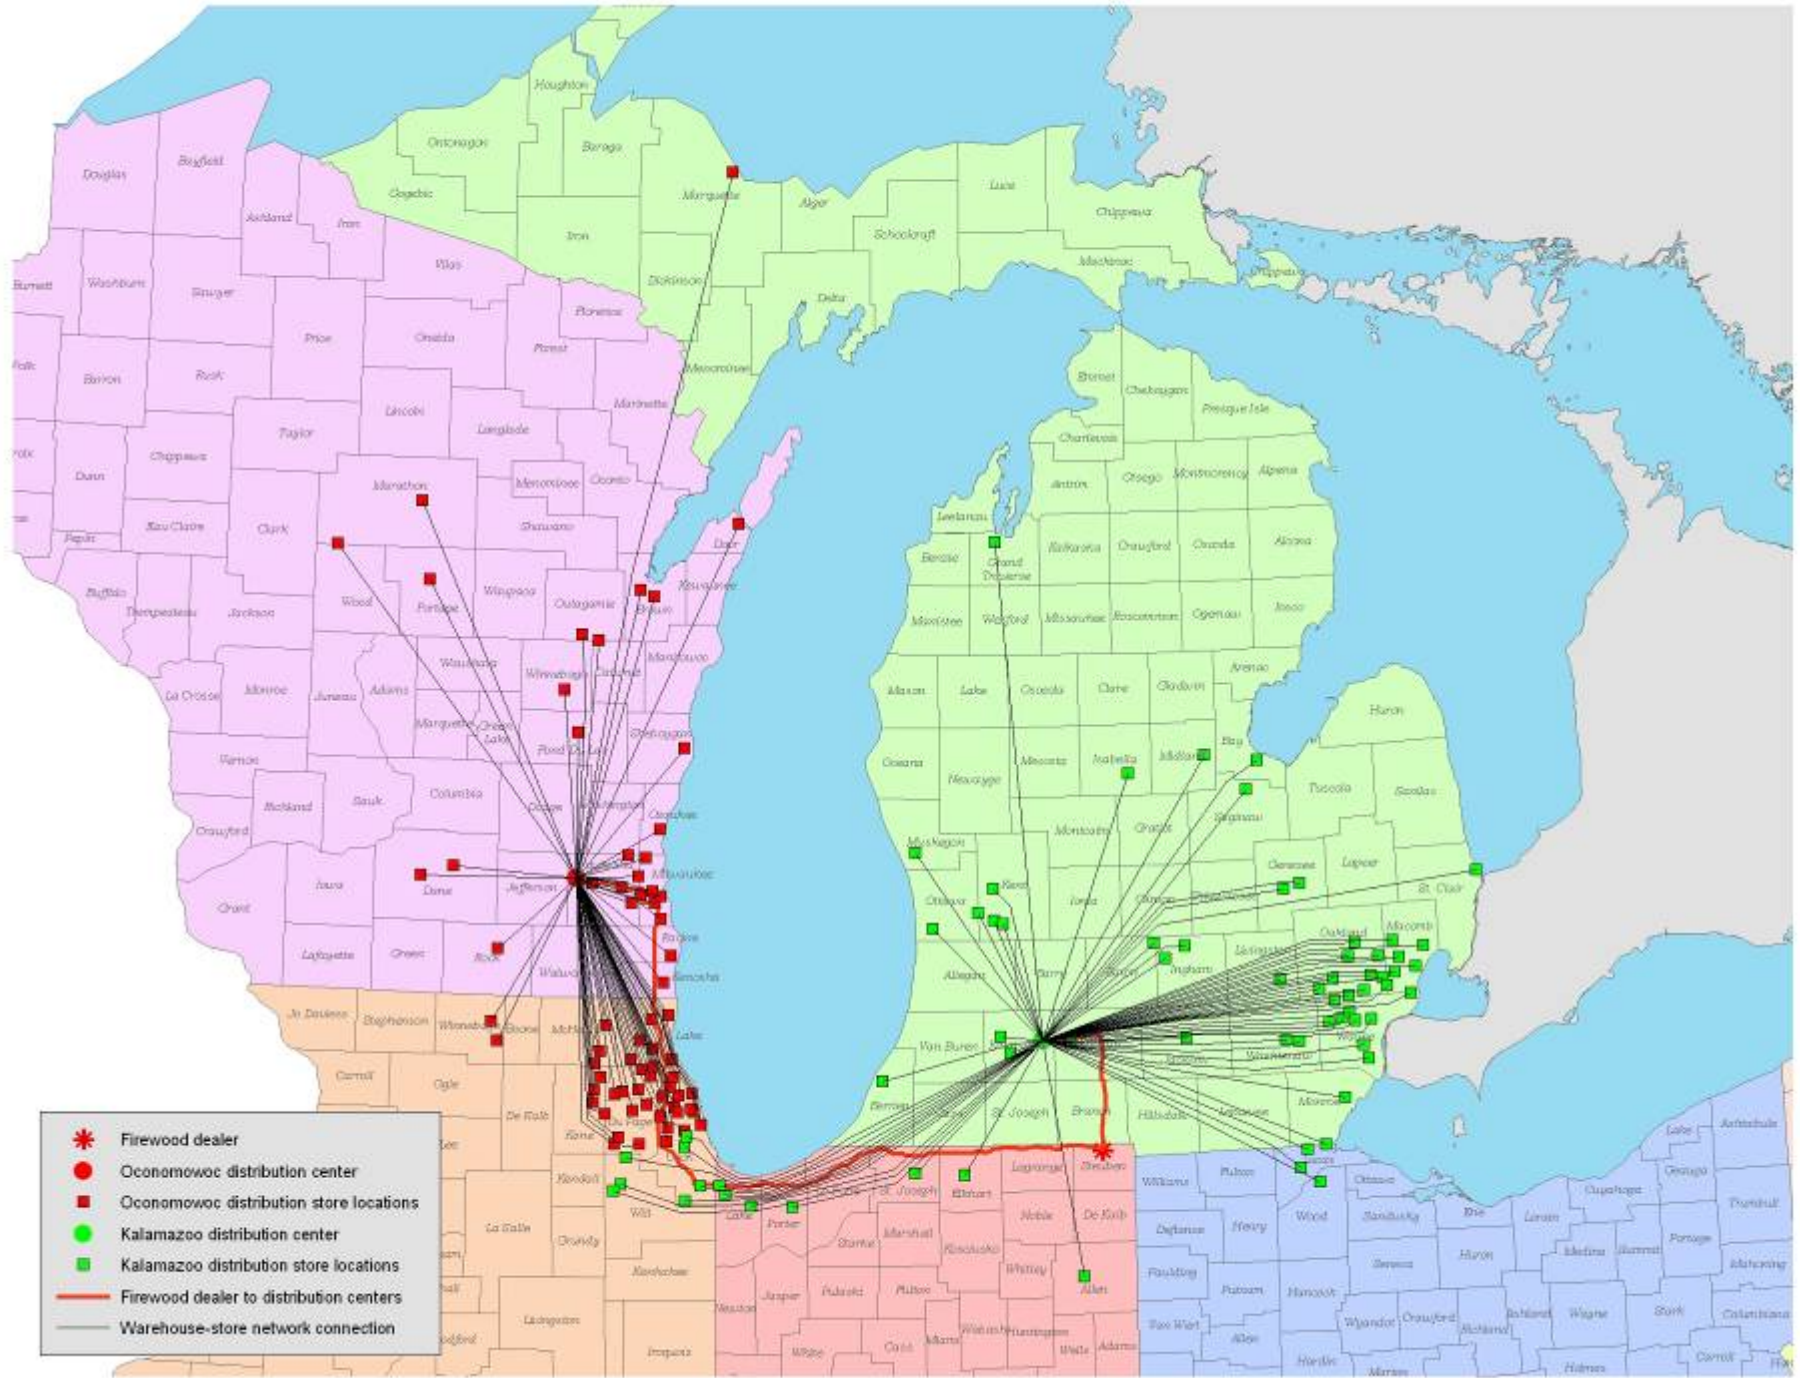 Houghton
Ontonagon
Baraga
Bayfield
Douglas
Gogebic
Marquette
Luce
Alger
Chippewa
Ashland
Iron
Iron
Schoolcraft
Vilas
Mackinac
Chippewa
Dickinson
Washburn
Sawyer
Burnett
Delta
Florence
Price
Oneida
Forest
Polk
Barron
Rusk
Menominee
Emmet
Cheboygan
Marinette
Presque Isle
Lincoln
Langlade
Taylor
Charlevoix
Chippewa
Dunn
Menominee
Oconto
Marathon
Antrim
Otsego
Montmorency
Alpena
Eau Claire
Clark
Shawano
Leelanau
Pepin
Door
Benzie
Grand
Traverse
Kalkaska
Crawford
Oscoda
Alcona
Buffalo
Trempealeau
Jackson
Wood
Portage
Waupaca
Outagamie
Brown
Kewaunee
Manistee
Wexford
Missaukee
Roscommon
Ogemaw
Iosco
Waushara
Winnebago
Calumet
Manitowoc
Arenac
La Crosse
Monroe
Juneau
Adams
Mason
Lake
Osceola
Clare
Gladwin
Huron
Marquette
Green
Lake
Fond Du Lac
Sheboygan
Bay
Vernon
Oceana
Newaygo
Mecosta
Isabella
Midland
Tuscola
Sanilac
Richland
Sauk
Columbia
Dodge
Washington
Ozaukee
Saginaw
Crawford
Montcalm
Gratiot
Muskegon
Genesee
Lapeer
Iowa
Dane
Jefferson
Milwaukee
Kent
St. Clair
Grant
Ottawa
Ionia
Clinton
Lafayette
Green
Rock
Racine
Oakland
Macomb
Livingston
Walworth
Kenosha
Allegan
Barry
Eaton
Ingham
Jo Daviess
Stephenson
Winnebago
Boone
McHenry
Lake
Van Buren
Jackson
Washtenaw
Wayne
Carroll
Ogle
Berrien
Cass
St. Joseph
Branch
Hillsdale
Lenawee
Monroe
De Kalb
Kane
Du Page
Lee
Lake
Ashtabula
Kendall
Lagrange
Steuben
Williams
Fulton
Lucas
Ottawa
Geauga
Cuyahoga
Trumbull
La Salle
Will
Lake
Porter
St. Joseph
Elkhart
Noble
De Kalb
Defiance
Henry
Wood
Sandusky
Erie
Lorain
Grundy
Starke
Marshall
Kosciusko
Huron
Medina
Summit
Portage
Mahoning
Kankakee
Whitley
Allen
Paulding
Putnam
Hancock
Seneca
Newton
Jasper
Pulaski
Fulton
Livingston
Wabash
Huntington
Van Wert
Allen
Wyandot
Crawford
Richland
Ashland
Wayne
Stark
Columbiana
Iroquois
White
Cass
Miami
Wells
Adams
Hardin
Marion
Holmes
Carroll
Firewood dealer
Oconomowoc distribution center
Oconomowoc distribution store locations
Kalamazoo distribution center
Kalamazoo distribution store locations
Firewood dealer to distribution centers
Warehouse-store network connection